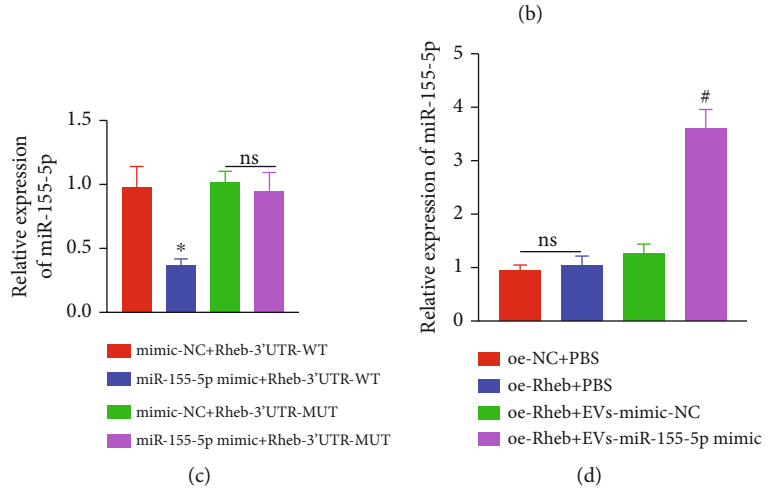 (b)
Relative expression
of miR-155-5p
1.5
1.0
0.5
0.0
*
ns
mimic-NC+Rheb-3'UTR-WT
miR-155-5p mimic+Rheb-3'UTR-WT
mimic-NC+Rheb-3'UTR-MUT
miR-155-5p mimic+Rheb-3'UTR-MUT
(c)
Relative expression of miR-155-5p
5
4
3
2
1
0
ns
#
oe-NC+PBS
oe-Rheb+PBS
oe-Rheb+EVs-mimic-NC
oe-Rheb+EVs-miR-155-5p mimic
(d)